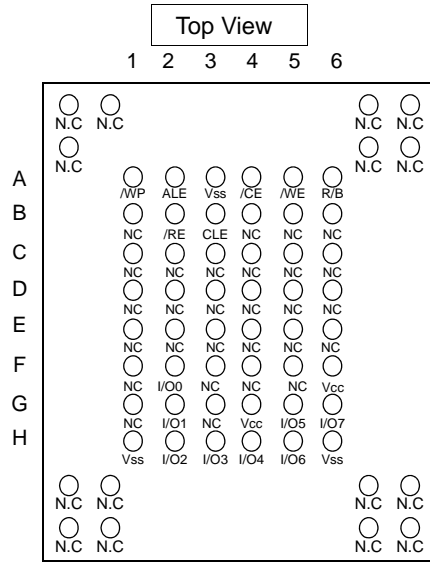 Top View
1 2 3 4 5 6
N.C N.C N.C N.C
N.C N.C N.C
A /WP ALE Vss /CE /WE R/B
B NC /RE CLE NC NC NC
C NC NC NC NC NC NC
D NC NC NC NC NC NC
E NC NC NC NC NC NC
F NC I/O0 NC NC NC Vcc
G NC I/O1 NC Vcc I/O5 I/O7
H Vss I/O2 I/O3 I/O4 I/O6 Vss
N.C N.C N.C N.C
N.C N.C N.C N.C